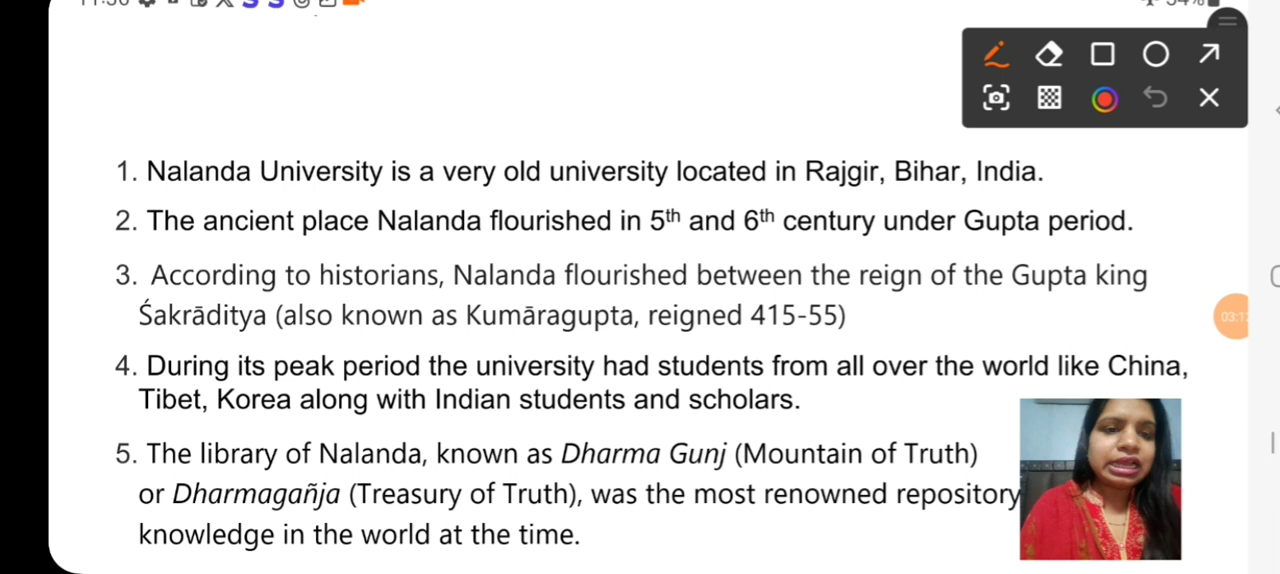 1. Nalanda University is a very old university located in Rajgir, Bihar, India.
2. The ancient place Nalanda flourished in 5th and 6th century under Gupta period.
3. According to historians, Nalanda flourished between the reign of the Gupta king
Śakrāditya (also known as Kumāragupta, reigned 415-55)
4. During its peak period the university had students from all over the world like China,
Tibet, Korea along with Indian students and scholars.
5. The library of Nalanda, known as Dharma Gunj (Mountain of Truth)
or Dharmagañja (Treasury of Truth), was the most renowned repository
knowledge in the world at the time.